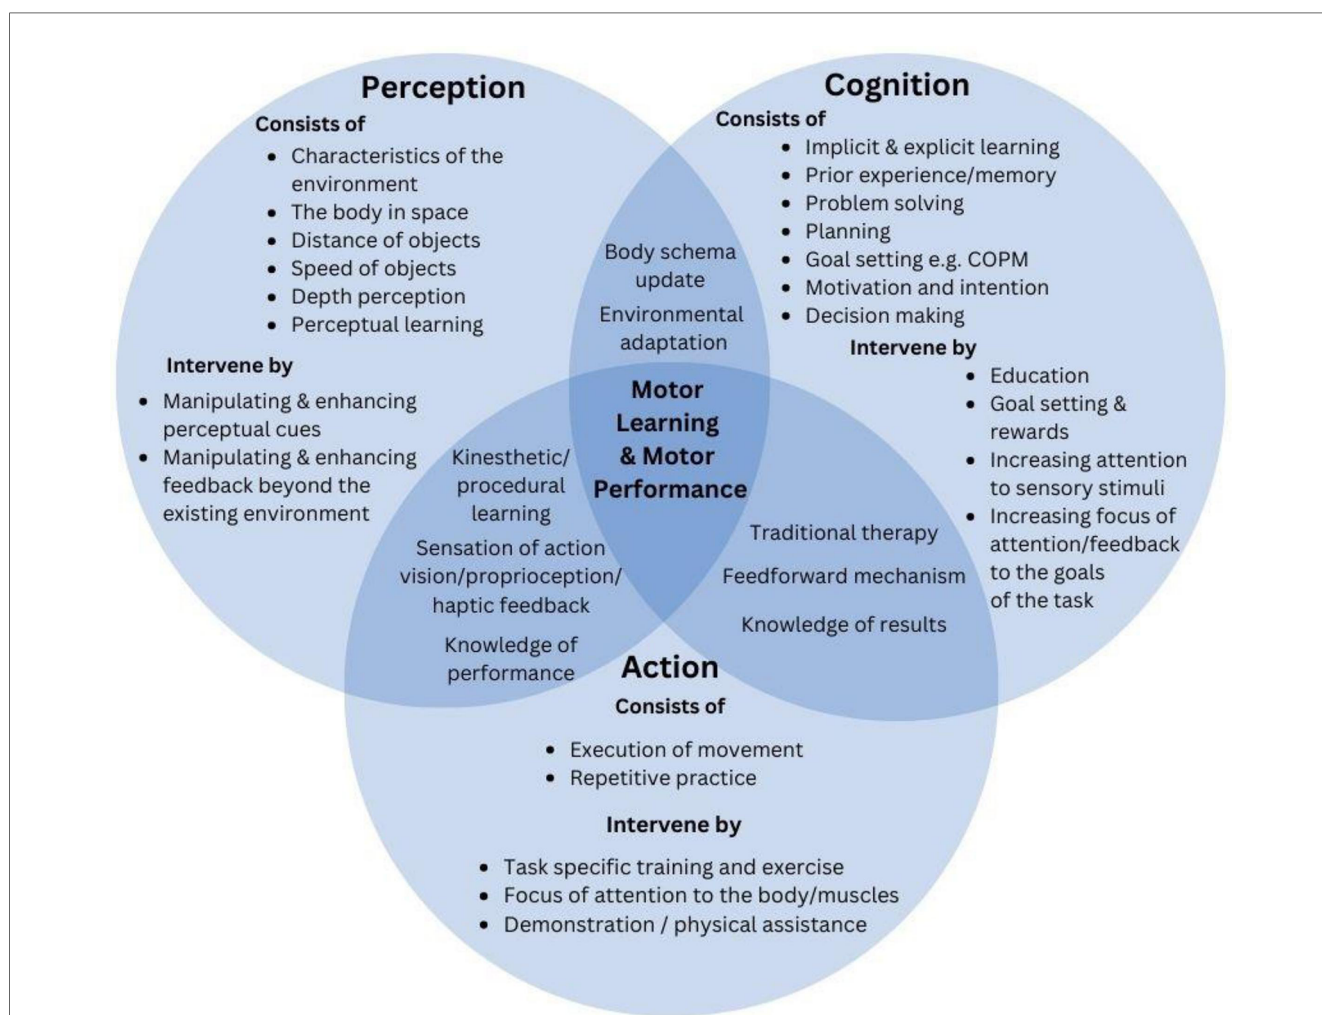 Perception
Consists of
• Characteristics of the
environment
• The body in space
• Distance of objects
• Speed of objects
• Depth perception
• Perceptual learning
Intervene by
• Manipulating & enhancing
perceptual cues
• Manipulating & enhancing
feedback beyond the
existing environment
Cognition
Consists of
• Implicit & explicit learning
• Prior experience/memory
• Problem solving
• Planning
• Goal setting e.g. COPM
• Motivation and intention
• Decision making
Intervene by
• Education
• Goal setting &
rewards
• Increasing attention
to sensory stimuli
• Increasing focus of
attention/feedback
to the goals
of the task
Body schema
update
Environmental
adaptation
Motor
Learning
& Motor
Performance
Kinesthetic/
procedural
learning
Sensation of action
vision/proprioception/
haptic feedback
Knowledge of
performance
Traditional therapy
Feedforward mechanism
Knowledge of results
Action
Consists of
• Execution of movement
• Repetitive practice
Intervene by
• Task specific training and exercise
• Focus of attention to the body/muscles
• Demonstration / physical assistance